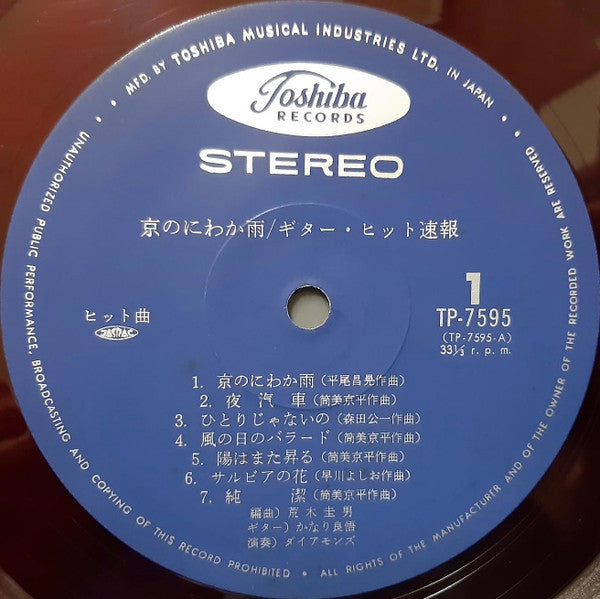 • MFD. BY TOSHIBA MUSICAL INDUSTRIES LTD. IN JAPAN •
Toshiba
RECORDS
STEREO
京のにわか雨/ギター・ヒット速報
ヒット曲
JASRAC
1
TP-7595
(TP-7595-A)
33⅓ r. p. m.
1. 京のにわか雨(平尾昌晃作曲)
2. 夜汽車(筒美京平作曲)
3. ひとりじゃないの(森田公一作曲)
4. 風の日のバラード(筒美京平作曲)
5. 陽はまた昇る(筒美京平作曲)
6. サルビアの花(早川よしお作曲)
7. 純潔(筒美京平作曲)
編曲)荒木圭男
ギター)かなり良悟
演奏)ダイアモンズ
UNAUTHORIZED PUBLIC PERFORMANCE, BROADCASTING AND COPYING OF THIS RECORD PROHIBITED • ALL RIGHTS OF THE MANUFACTURER AND OF THE OWNER OF THE RECORDED WORK ARE RESERVED •